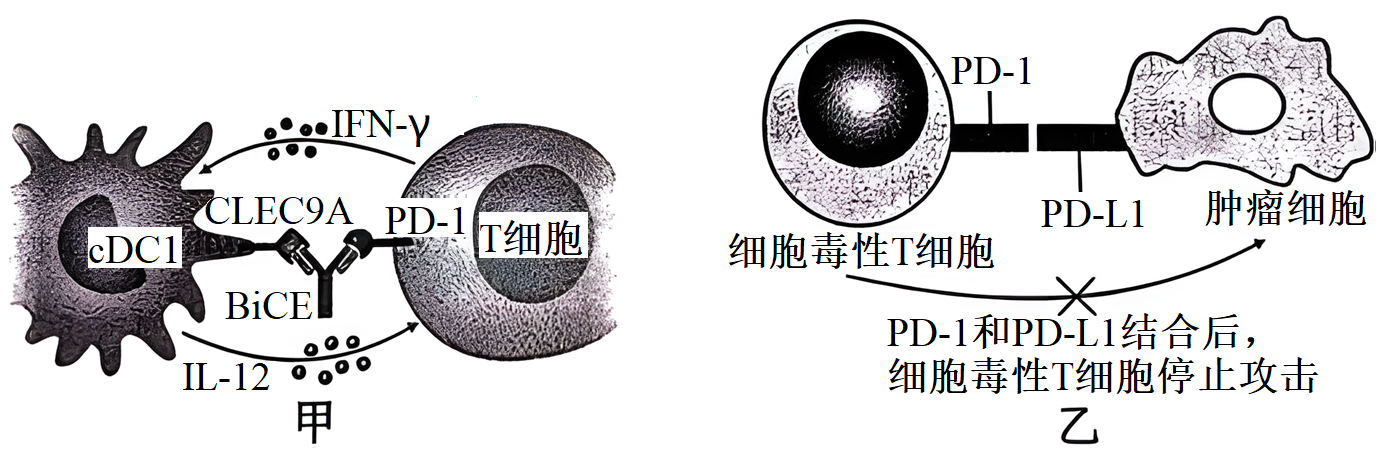 IFN-γ
CLEC9A
PD-1
cDC1
T细胞
BiCE
IL-12
甲
PD-1
PD-L1
肿瘤细胞
细胞毒性T细胞
PD-1和PD-L1结合后，
细胞毒性T细胞停止攻击
乙